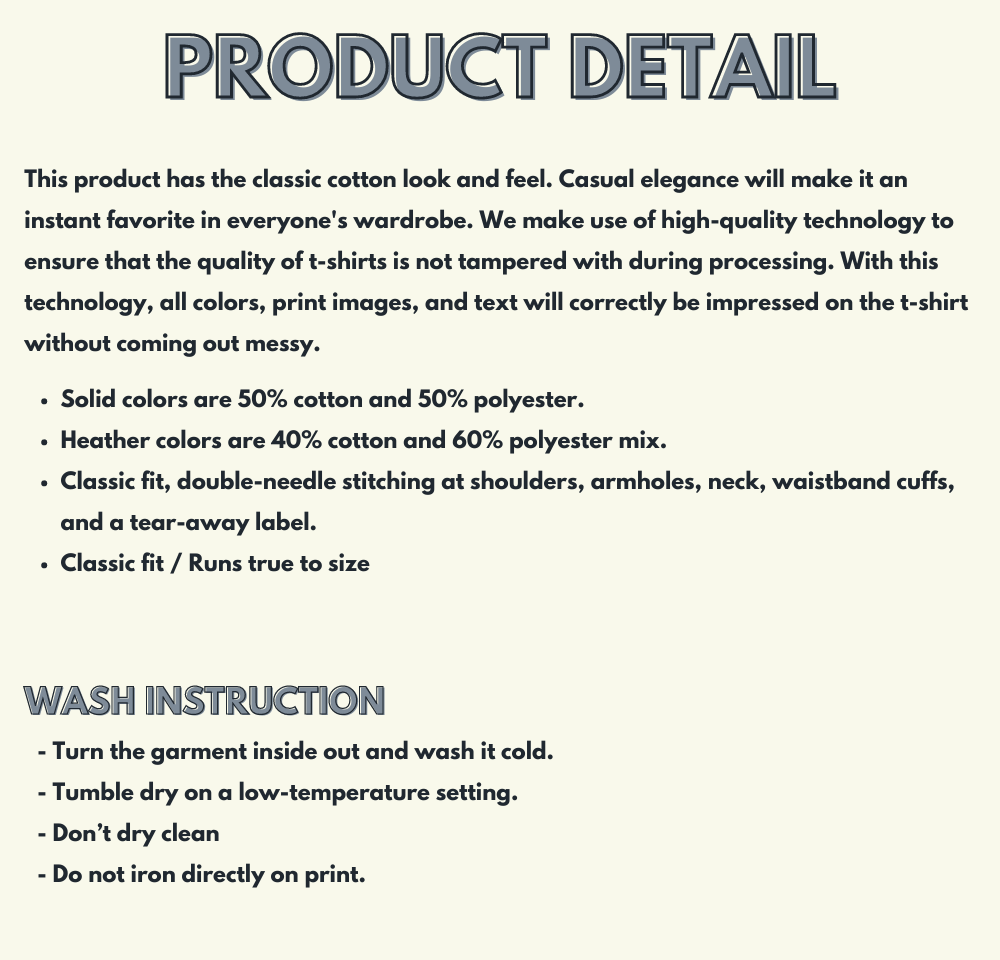 PRODUCT DETAIL
This product has the classic cotton look and feel. Casual elegance will make it an
instant favorite in everyone's wardrobe. We make use of high-quality technology to
ensure that the quality of t-shirts is not tampered with during processing. With this
technology, all colors, print images, and text will correctly be impressed on the t-shirt
without coming out messy.
• Solid colors are 50% cotton and 50% polyester.
• Heather colors are 40% cotton and 60% polyester mix.
• Classic fit, double-needle stitching at shoulders, armholes, neck, waistband cuffs,
and a tear-away label.
• Classic fit / Runs true to size
WASH INSTRUCTION
- Turn the garment inside out and wash it cold.
- Tumble dry on a low-temperature setting.
- Don’t dry clean
- Do not iron directly on print.